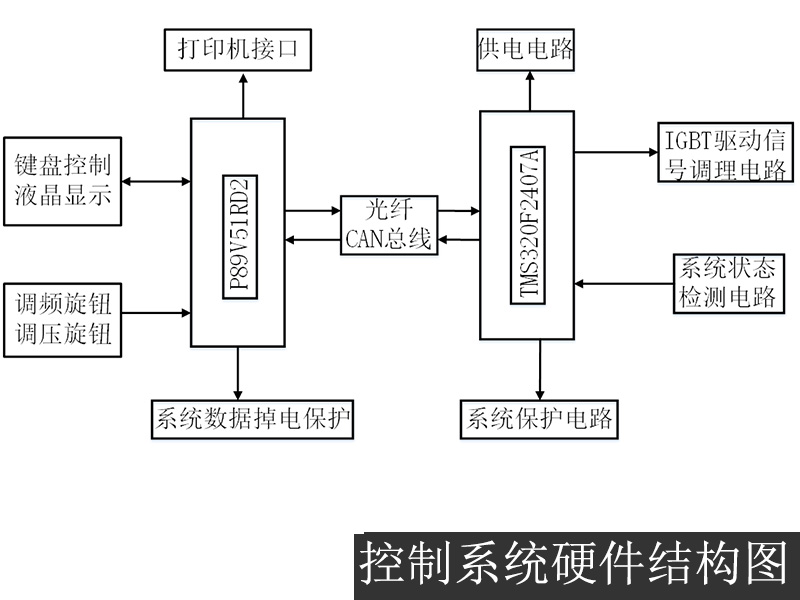 打印机接口
供电电路
键盘控制
液晶显示
P89V51RD2
光纤
CAN总线
TMS320F2407A
IGBT驱动信
号调理电路
调频旋钮
调压旋钮
系统状态
检测电路
系统数据掉电保护
系统保护电路
控制系统硬件结构图